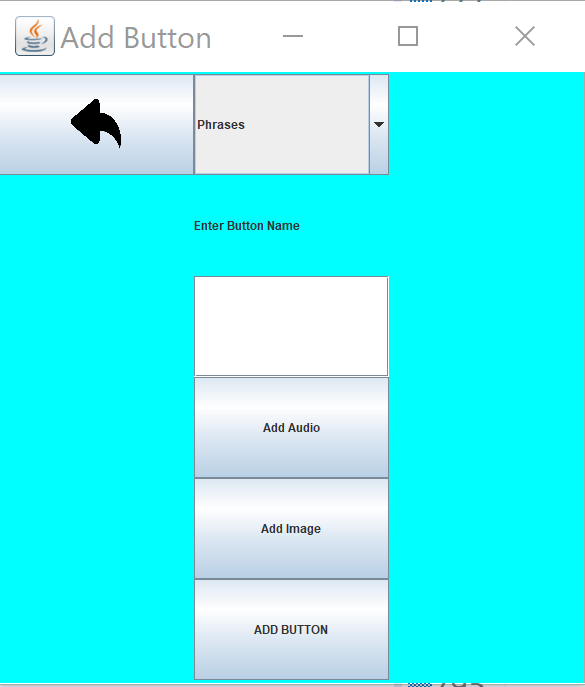 Add Button
Phrases
Enter Button Name
Add Audio
Add Image
ADD BUTTON